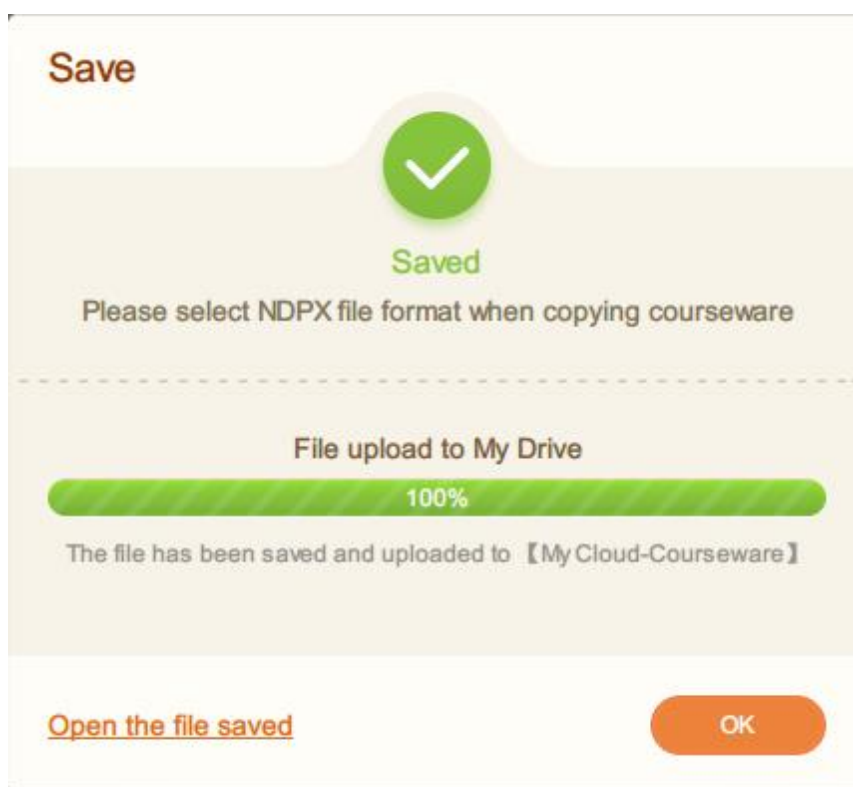 Save
Saved
Please select NDPX file format when copying courseware
File upload to My Drive
100%
The file has been saved and uploaded to 【My Cloud-Courseware】
Open the file saved
OK